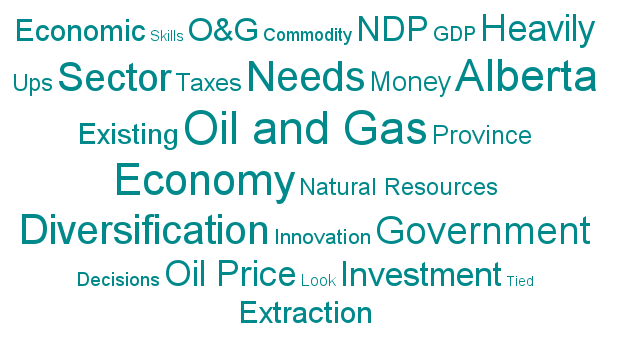 Economic Skills O&G Commodity NDP GDP Heavily
Ups Sector Taxes Needs Money Alberta
Existing Oil and Gas Province
Economy Natural Resources
Diversification Innovation Government
Decisions Oil Price Look Investment Tied
Extraction